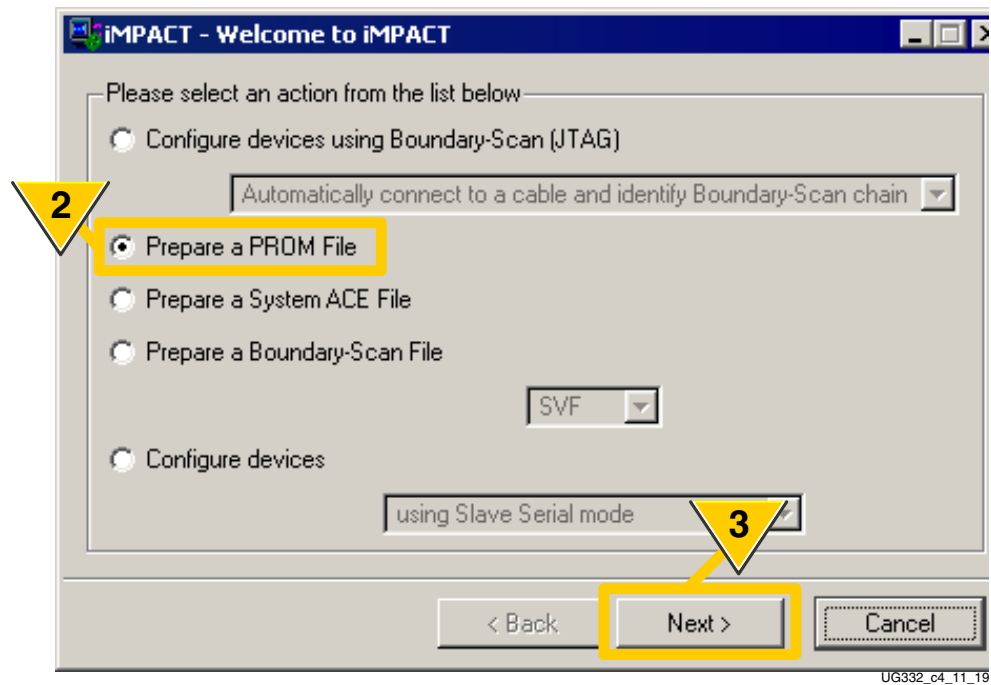 iMPACT - Welcome to iMPACT
Please select an action from the list below
Configure devices using Boundary-Scan (JTAG)
Automatically connect to a cable and identify Boundary-Scan chain
2
Prepare a PROM File
Prepare a System ACE File
Prepare a Boundary-Scan File
SVF
Configure devices
using Slave Serial mode
3
< Back
Next >
Cancel
UG332_c4_11_19